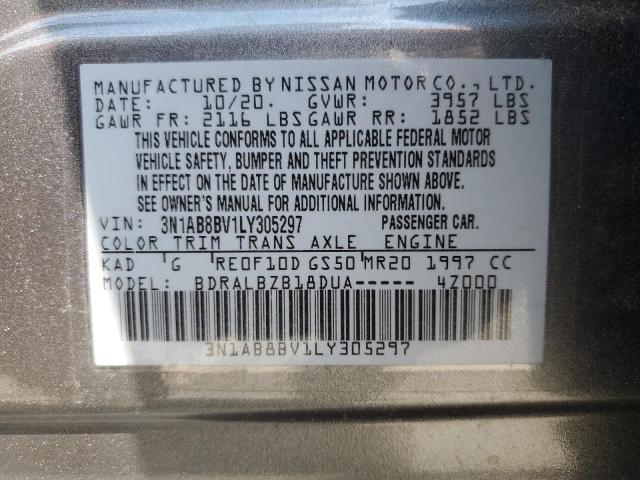 MANUFACTURED BY NISSAN MOTOR CO., LTD.
DATE: 10/20. GVWR: 3957 LBS
GAWR FR: 2116 LBS GAWR RR: 1852 LBS
THIS VEHICLE CONFORMS TO ALL APPLICABLE FEDERAL MOTOR
VEHICLE SAFETY, BUMPER AND THEFT PREVENTION STANDARDS
IN EFFECT ON THE DATE OF MANUFACTURE SHOWN ABOVE.
SEE OWNER'S MANUAL FOR ADDITIONAL INFORMATION.
VIN: 3N1AB8BV1LY305297 PASSENGER CAR.
COLOR TRIM TRANS AXLE ENGINE
KAD G RE0F10D GS50 MR20 1997 CC
MODEL: BDRALBZB18DUA----- 4Z000
3N1AB8BV1LY305297